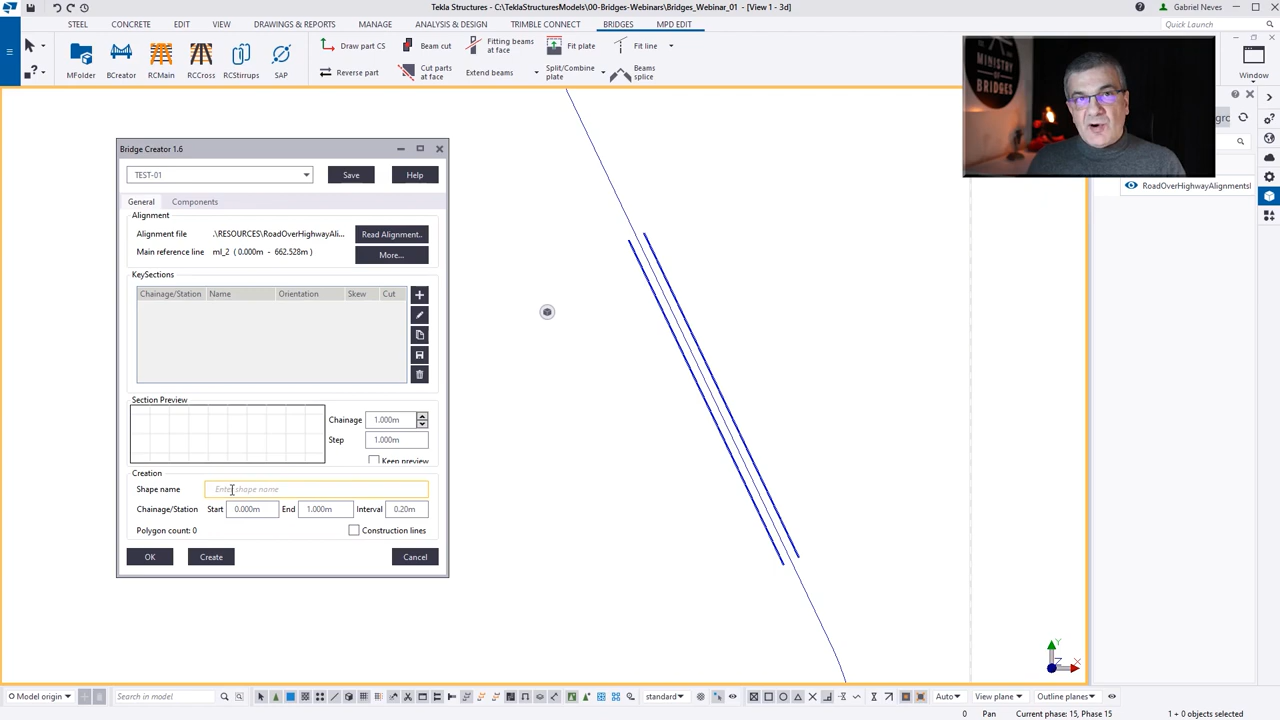 Tekla Structures - C:\TeklaStructuresModels\00-Bridges-Webinars\Bridges_Webinar_01 - [View 1 - 3d]
Gabriel Neves
STEEL CONCRETE EDIT VIEW DRAWINGS & REPORTS MANAGE ANALYSIS & DESIGN TRIMBLE CONNECT BRIDGES MPD EDIT
Quick Launch
Draw part CS Beam cut Fitting beams at face Fit plate Fit line
MFolder BCreator RCMain RCCross RCStirrups SAP
Reverse part Cut parts at face Extend beams Split/Combine plate Beams splice
Window
MINISTRY OF BRIDGES
RoadOverHighwayAlignmentsI
Bridge Creator 1.6
TEST-01 Save Help
General Components
Alignment
Alignment file .\RESOURCES\RoadOverHighwayAli... Read Alignment..
Main reference line ml_2 ( 0.000m - 662.528m ) More...
KeySections
Chainage/Station Name Orientation Skew Cut
Section Preview
Chainage 1.000m
Step 1.000m
Keep preview
Creation
Shape name Enter shape name
Chainage/Station Start 0.000m End 1.000m Interval 0.20m
Polygon count: 0 Construction lines
OK Create Cancel
Y
Z X
Model origin Search in model standard Auto View plane Outline planes
0 Pan Current phase: 15, Phase 15 1 + 0 objects selected